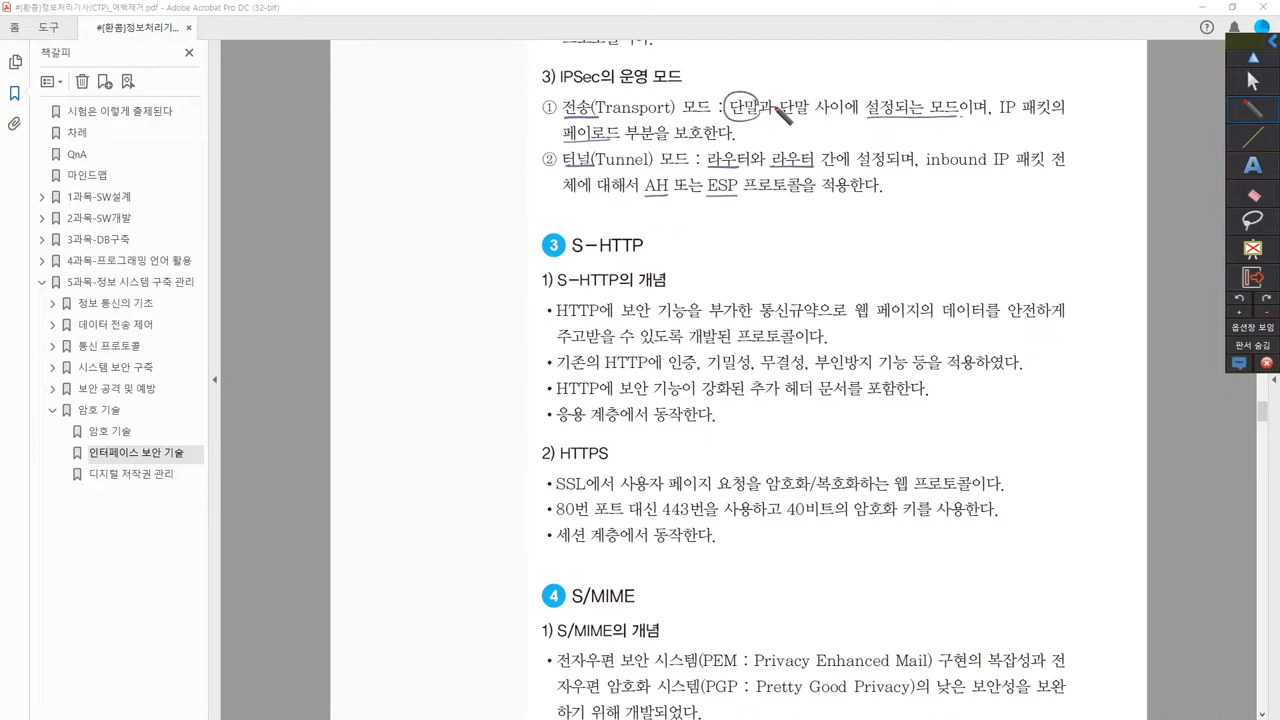 #[환콤]정보처리기사(CTP)_여백제거.pdf - Adobe Acrobat Pro DC (32-bit)
홈 도구 #[환콤]정보처리기... ×
책갈피
시험은 이렇게 출제된다
차례
QnA
마인드맵
1과목-SW설계
2과목-SW개발
3과목-DB구축
4과목-프로그래밍 언어 활용
5과목-정보 시스템 구축 관리
정보 통신의 기초
데이터 전송 제어
통신 프로토콜
시스템 보안 구축
보안 공격 및 예방
암호 기술
암호 기술
인터페이스 보안 기술
디지털 저작권 관리
3) IPSec의 운영 모드
① 전송(Transport) 모드 : 단말과 단말 사이에 설정되는 모드이며, IP 패킷의
페이로드 부분을 보호한다.
② 터널(Tunnel) 모드 : 라우터와 라우터 간에 설정되며, inbound IP 패킷 전
체에 대해서 AH 또는 ESP 프로토콜을 적용한다.
3 S-HTTP
1) S-HTTP의 개념
• HTTP에 보안 기능을 부가한 통신규약으로 웹 페이지의 데이터를 안전하게
주고받을 수 있도록 개발된 프로토콜이다.
• 기존의 HTTP에 인증, 기밀성, 무결성, 부인방지 기능 등을 적용하였다.
• HTTP에 보안 기능이 강화된 추가 헤더 문서를 포함한다.
• 응용 계층에서 동작한다.
2) HTTPS
• SSL에서 사용자 페이지 요청을 암호화/복호화하는 웹 프로토콜이다.
• 80번 포트 대신 443번을 사용하고 40비트의 암호화 키를 사용한다.
• 세션 계층에서 동작한다.
4 S/MIME
1) S/MIME의 개념
• 전자우편 보안 시스템(PEM : Privacy Enhanced Mail) 구현의 복잡성과 전
자우편 암호화 시스템(PGP : Pretty Good Privacy)의 낮은 보안성을 보완
하기 위해 개발되었다.
A
+ -
옵션창 보임
판서 숨김